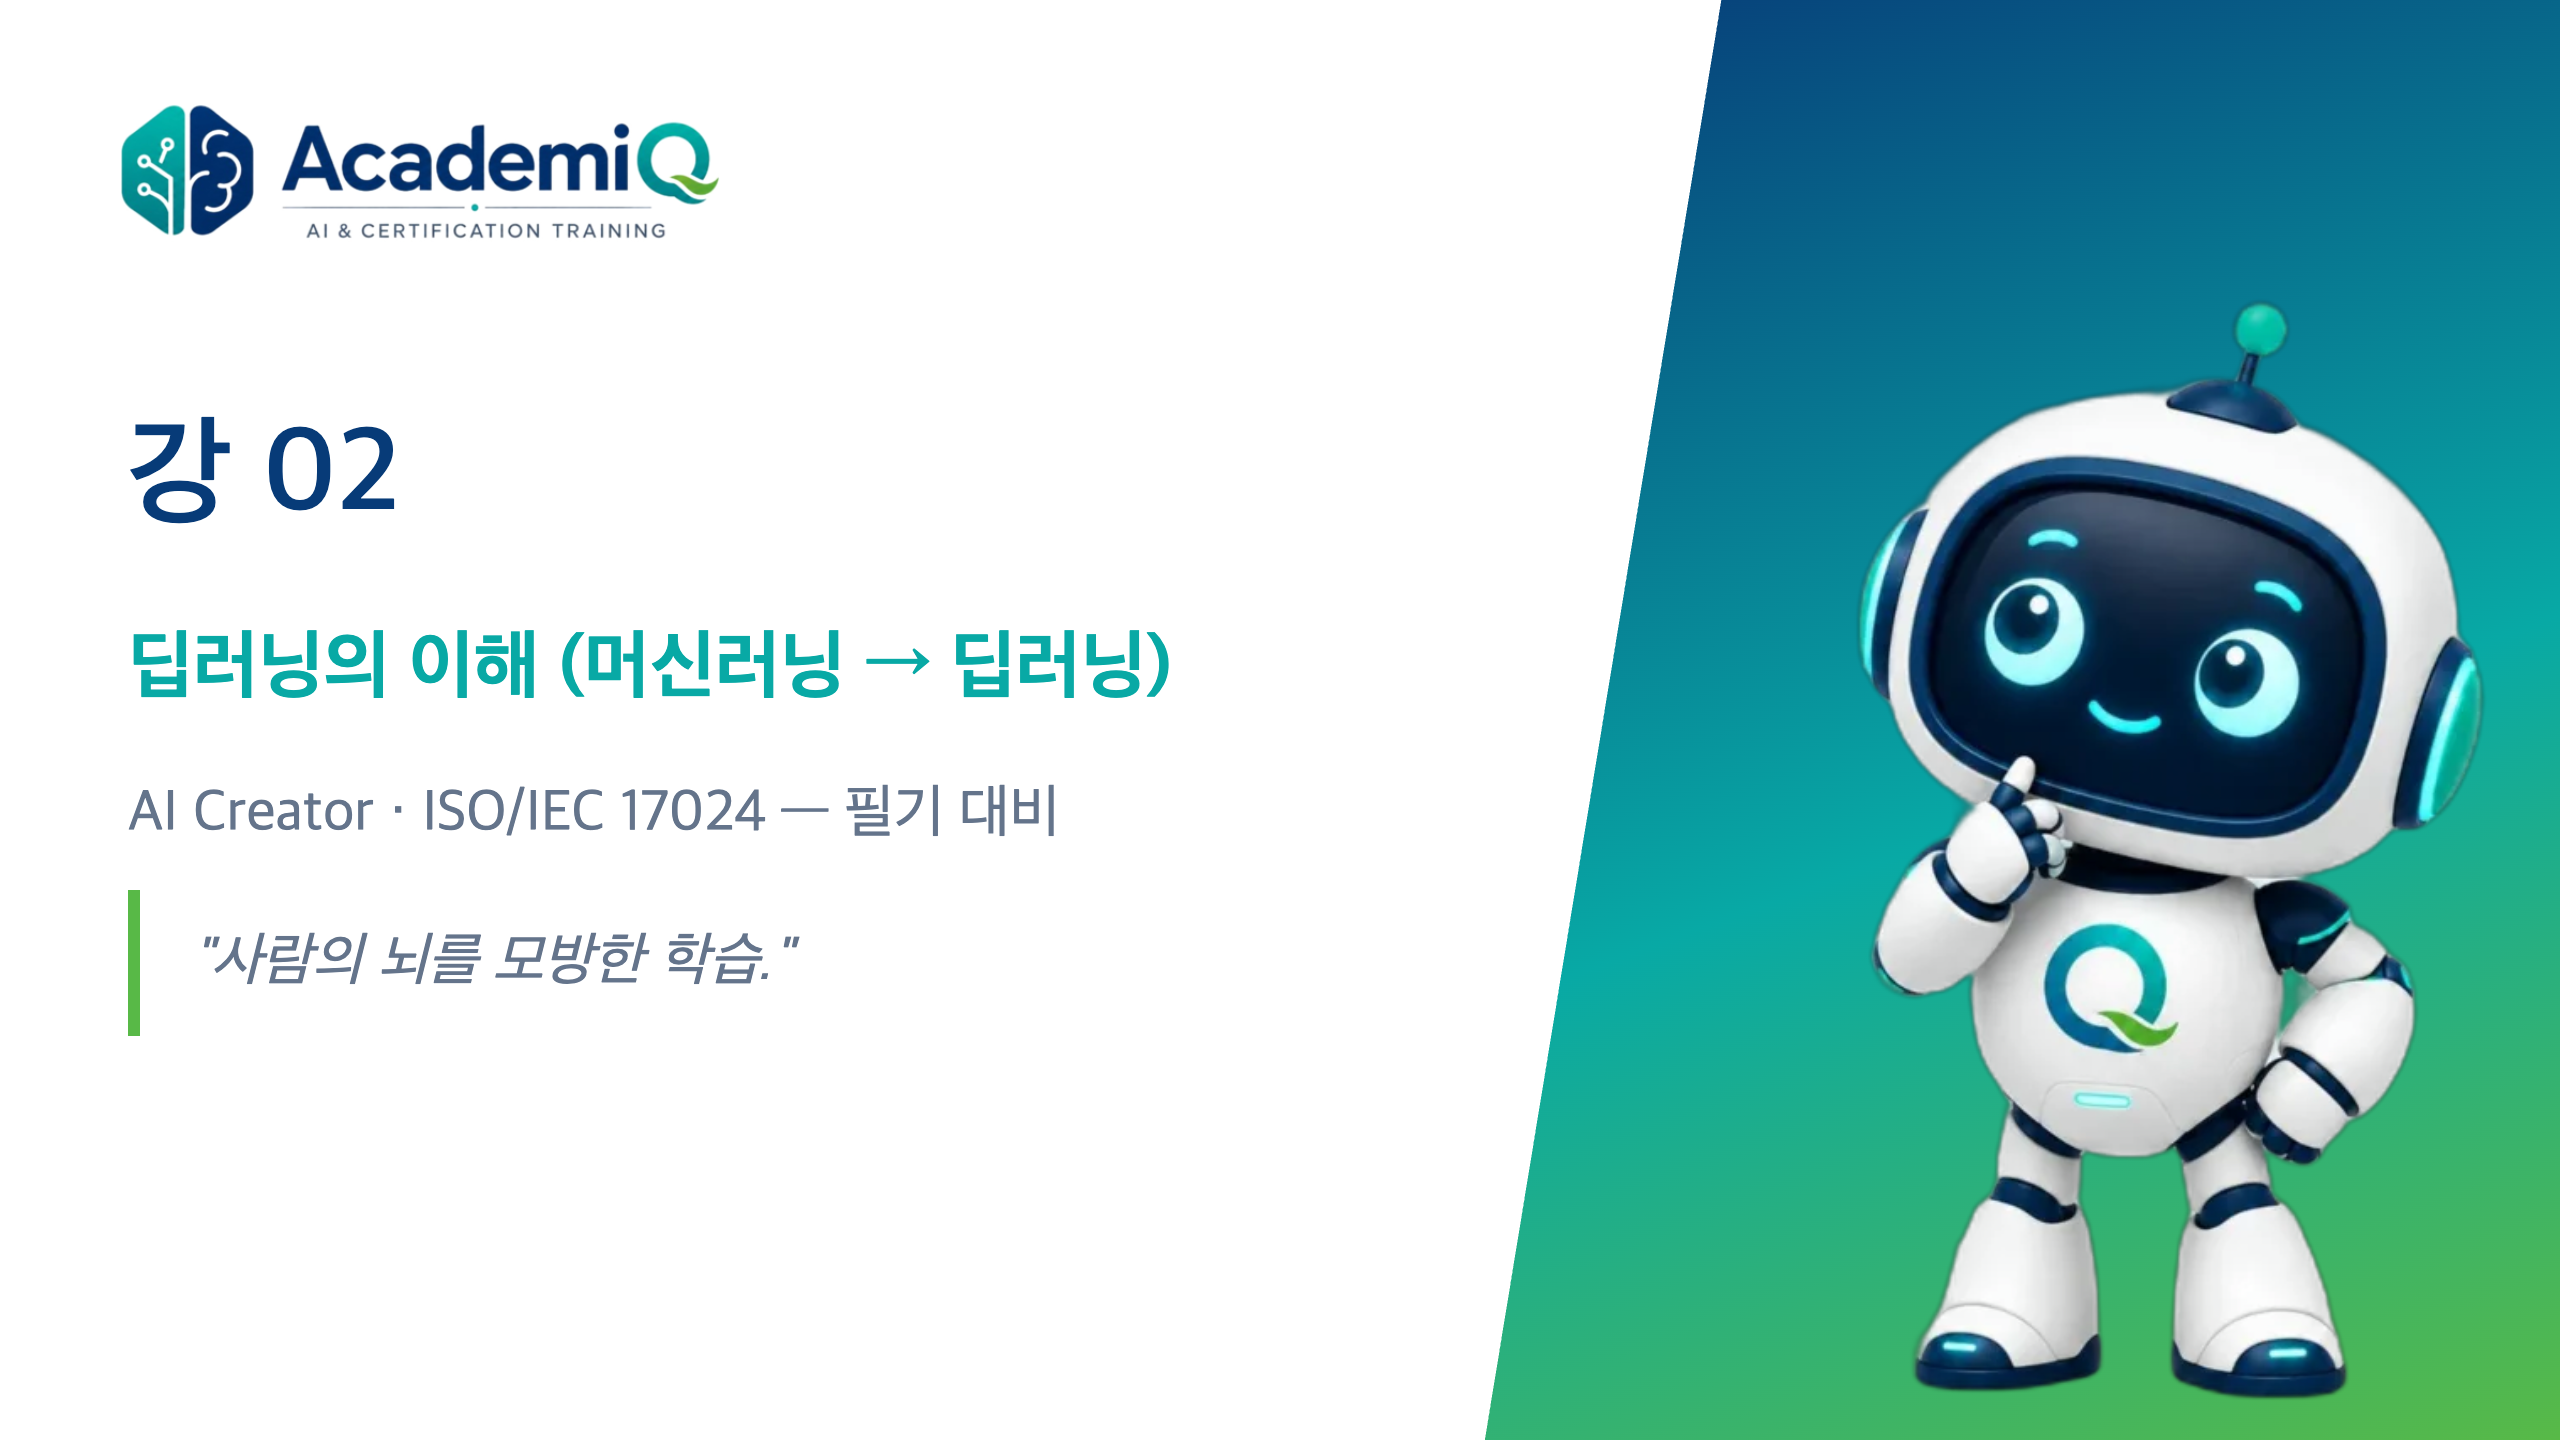 AcademiQ
AI & CERTIFICATION TRAINING
강 02
딥러닝의 이해 (머신러닝 → 딥러닝)
AI Creator · ISO/IEC 17024 — 필기 대비
"사람의 뇌를 모방한 학습."